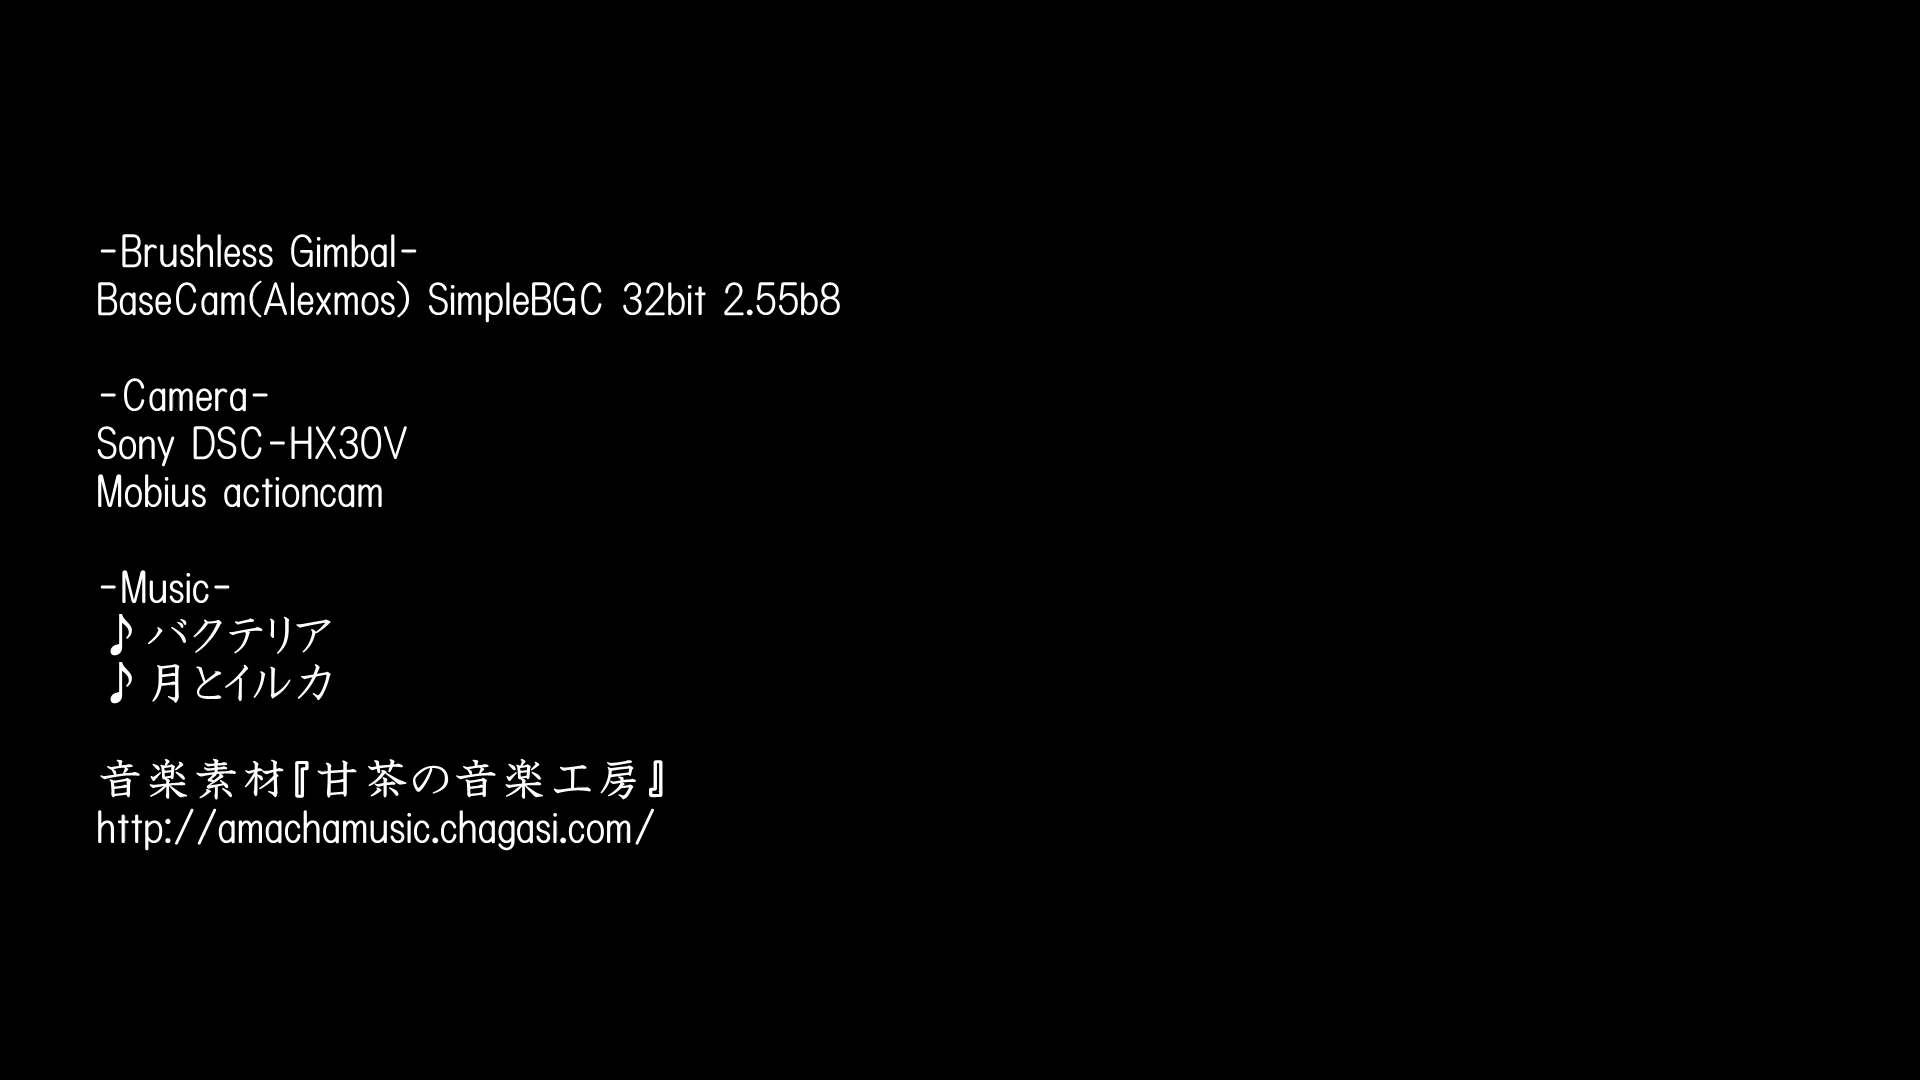 -Brushless Gimbal-
BaseCam(Alexmos) SimpleBGC 32bit 2.55b8
-Camera-
Sony DSC-HX30V
Mobius actioncam
-Music-
♪バクテリア
♪月とイルカ
音楽素材『甘茶の音楽工房』
http://amachamusic.chagasi.com/